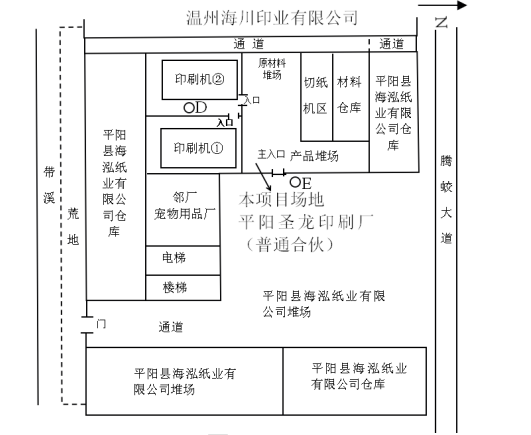 温州海川印业有限公司
N
通 道
通道
印刷机②
原材料
堆场
切纸
机区
材料
仓库
平阳县
海泓纸
业有限
公司仓
库
OD
入口
入口
平阳
县海
泓纸
业有
限公
司仓
库
印刷机①
主入口
产品堆场
OE
带
溪
荒
地
腾
蛟
大
道
邻厂
宠物用品厂
本项目场地
平阳圣龙印刷厂
（普通合伙）
电梯
楼梯
平阳县海泓纸业有限
公司堆场
门
通道
平阳县海泓纸业有
限公司堆场
平阳县海泓纸业
有限公司仓库